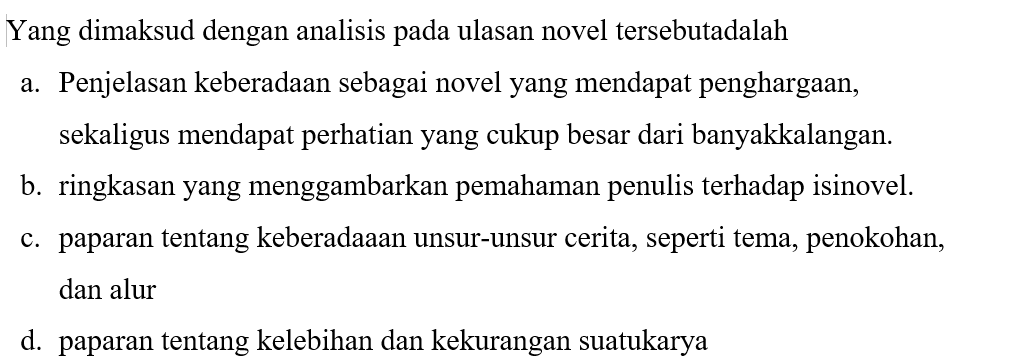 Yang dimaksud dengan analisis pada ulasan novel tersebutadalah
a. Penjelasan keberadaan sebagai novel yang mendapat penghargaan,
sekaligus mendapat perhatian yang cukup besar dari banyakkalangan.
b. ringkasan yang menggambarkan pemahaman penulis terhadap isinovel.
c. paparan tentang keberadaaan unsur-unsur cerita, seperti tema, penokohan,
dan alur
d. paparan tentang kelebihan dan kekurangan suatukarya